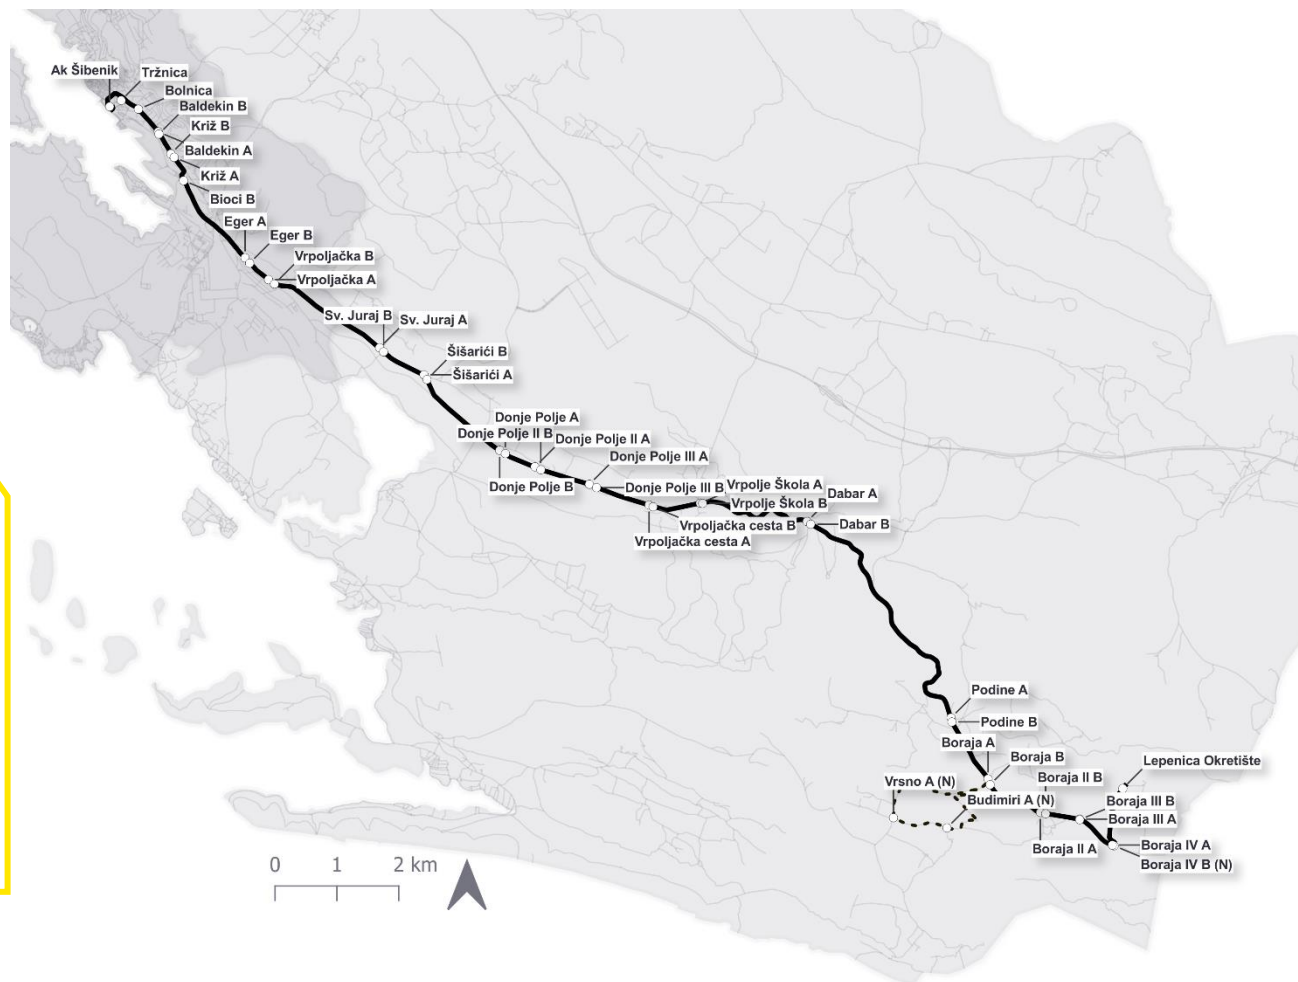 Ak Šibenik
Tržnica
Bolnica
Baldekin B
Križ B
Baldekin A
Križ A
Bioci B
Eger A
Eger B
Vrpoljačka B
Vrpoljačka A
Sv. Juraj B
Sv. Juraj A
Šišarići B
Šišarići A
Donje Polje A
Donje Polje II B
Donje Polje II A
Donje Polje III A
Donje Polje B
Donje Polje III B
Vrpolje Škola A
Vrpolje Škola B
Dabar A
Dabar B
Vrpoljačka cesta B
Vrpoljačka cesta A
Podine A
Podine B
Boraja A
Boraja B
Lepenica Okretište
Vrsno A (N)
Boraja II B
Budimiri A (N)
Boraja III B
Boraja III A
Boraja II A
Boraja IV A
Boraja IV B (N)
0 1 2 km